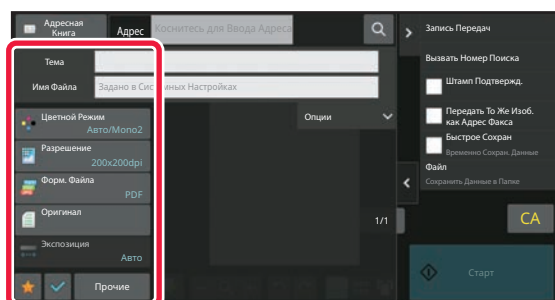 Адресная
Книга
Адрес
Коснитесь для Ввода Адреса
Тема
Имя Файла
Задано в Системных Настройках
Цветной Режим
Авто/Mono2
Разрешение
200x200dpi
Форм. Файла
PDF
Оригинал
Экспозиция
Авто
Прочие
Опции
1/1
Запись Передач
Вызвать Номер Поиска
Штамп Подтвержд.
Передать То Же Изоб.
как Адрес Факса
Быстрое Сохран
Временно Сохран. Данные
Файл
Сохранить Данные в Папке
CA
Старт